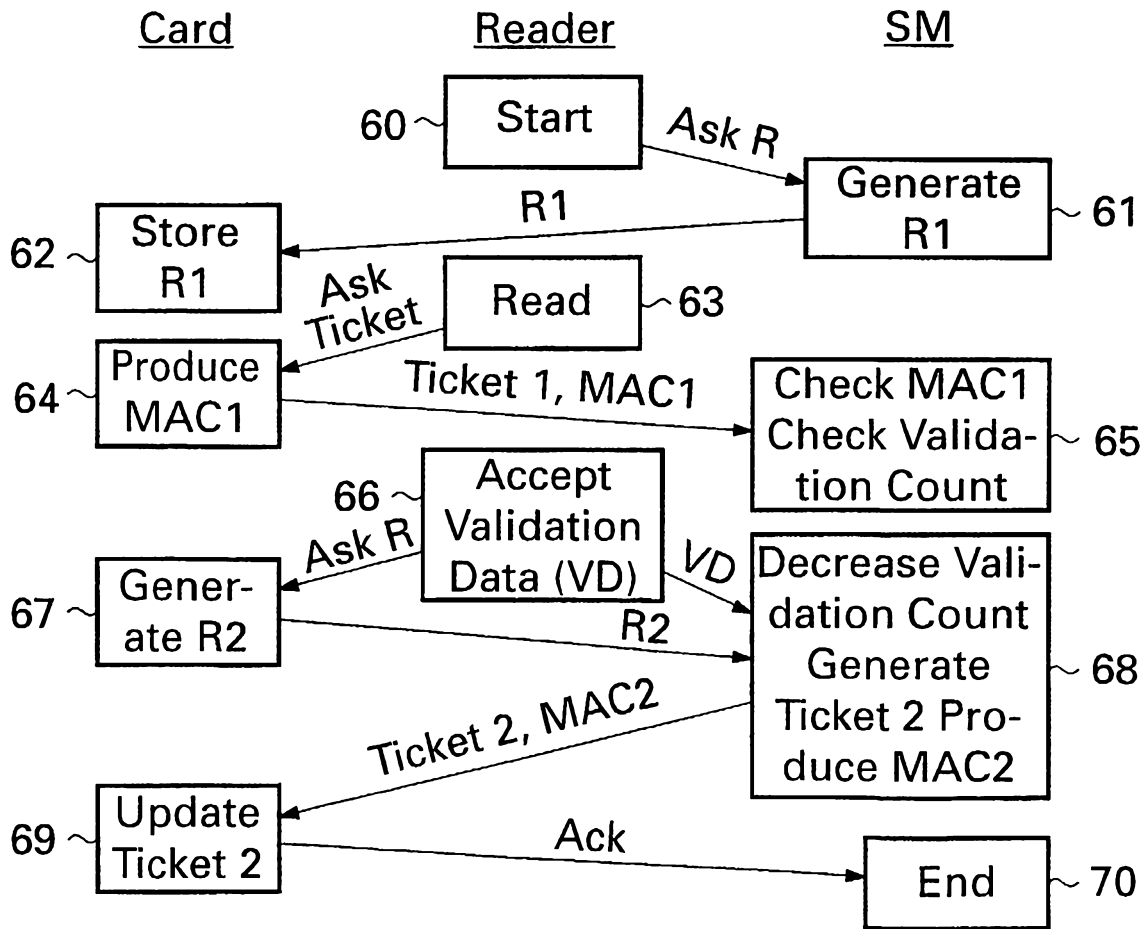 Card
Reader
SM
60
Start
Ask R
Generate
R1
61
R1
62
Store
R1
Ask
Ticket
Read
63
64
Produce
MAC1
Ticket 1, MAC1
Check MAC1
Check Valida-
tion Count
65
66
Accept
Validation
Data (VD)
Ask R
VD
67
Gener-
ate R2
R2
Decrease Vali-
dation Count
Generate
Ticket 2 Pro-
duce MAC2
68
Ticket 2, MAC2
69
Update
Ticket 2
Ack
End
70